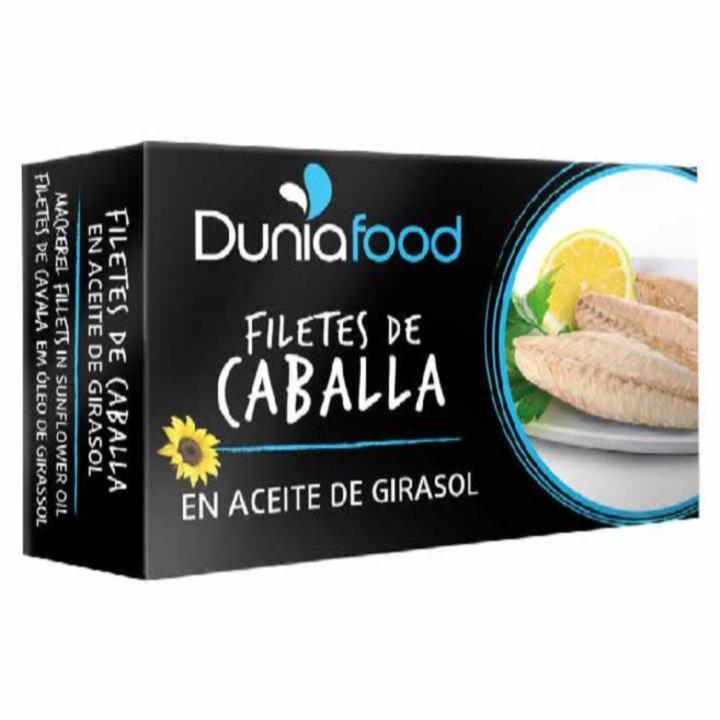 Duniafood
FILETES DE
CABALLA
EN ACEITE DE GIRASOL
FILETES DE CABALLA
EN ACEITE DE GIRASOL
MACKEREL FILLETS IN SUNFLOWER OIL
FILETES DE CAVALA EM ÓLEO DE GIRASSOL